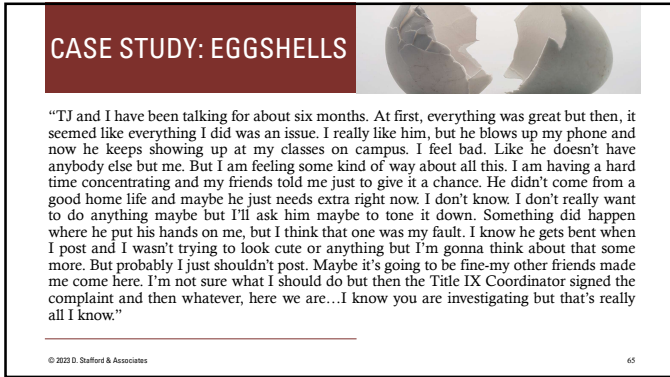 CASE STUDY: EGGSHELLS
“TJ and I have been talking for about six months. At first, everything was great but then, it
seemed like everything I did was an issue. I really like him, but he blows up my phone and
now he keeps showing up at my classes on campus. I feel bad. Like he doesn’t have
anybody else but me. But I am feeling some kind of way about all this. I am having a hard
time concentrating and my friends told me just to give it a chance. He didn’t come from a
good home life and maybe he just needs extra right now. I don’t know. I don’t really want
to do anything maybe but I’ll ask him maybe to tone it down. Something did happen
where he put his hands on me, but I think that one was my fault. I know he gets bent when
I post and I wasn’t trying to look cute or anything but I’m gonna think about that some
more. But probably I just shouldn’t post. Maybe it’s going to be fine-my other friends made
me come here. I’m not sure what I should do but then the Title IX Coordinator signed the
complaint and then whatever, here we are…I know you are investigating but that’s really
all I know.”
© 2023 D. Stafford & Associates 65